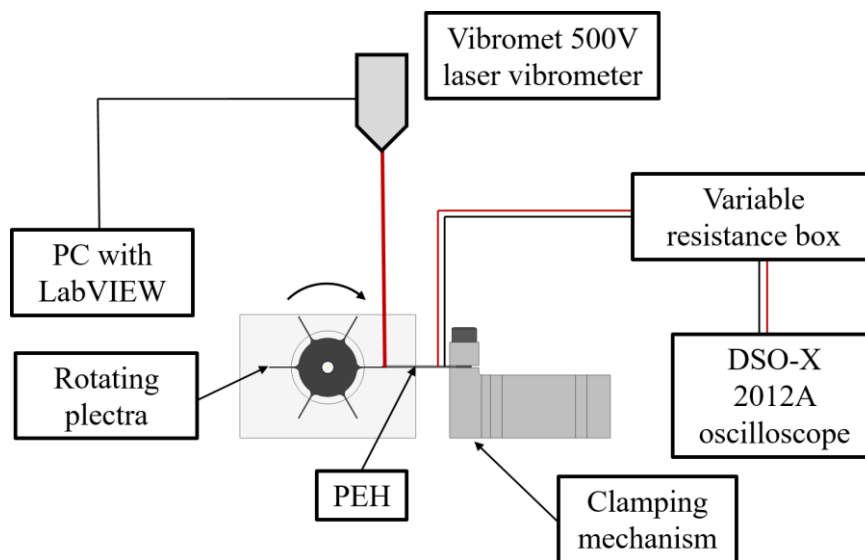 Vibromet 500V
laser vibrometer
Variable
resistance box
PC with
LabVIEW
Rotating
plectra
DSO-X
2012A
oscilloscope
PEH
Clamping
mechanism